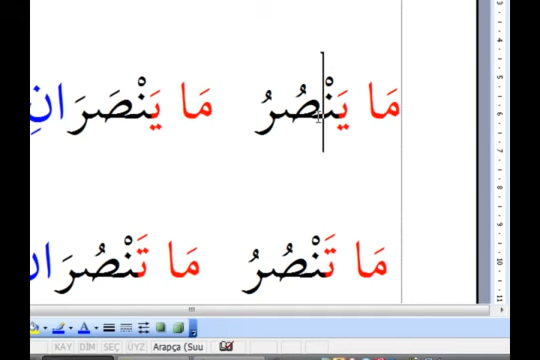 مَا يَنْصُرُ مَا يَنْصَرَانِ
مَا تَنْصُرُ مَا تَنْصُرَان
KAY DİM SEÇ ÜYZ Arapça (Suu